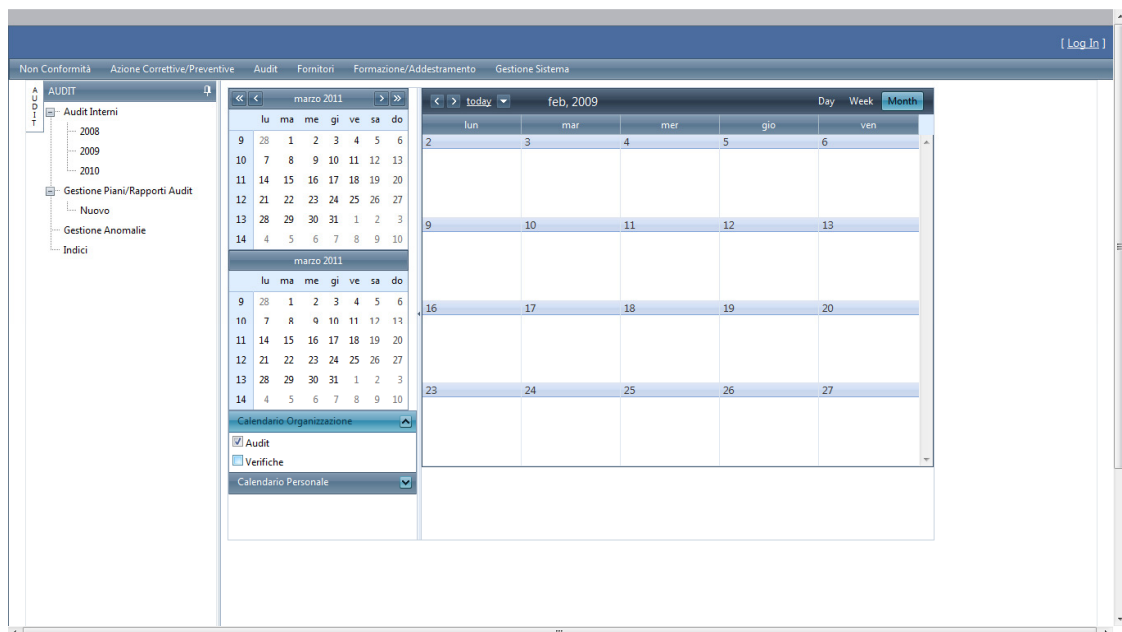 [ Log In ]
Non Conformità Azione Correttive/Preventive Audit Fornitori Formazione/Addestramento Gestione Sistema
AUDIT
AUDIT
Audit Interni
2008
2009
2010
Gestione Piani/Rapporti Audit
Nuovo
Gestione Anomalie
Indici
marzo 2011
lu ma me gi ve sa do
9 28 1 2 3 4 5 6
10 7 8 9 10 11 12 13
11 14 15 16 17 18 19 20
12 21 22 23 24 25 26 27
13 28 29 30 31 1 2 3
14 4 5 6 7 8 9 10
marzo 2011
lu ma me gi ve sa do
9 28 1 2 3 4 5 6
10 7 8 9 10 11 12 13
11 14 15 16 17 18 19 20
12 21 22 23 24 25 26 27
13 28 29 30 31 1 2 3
14 4 5 6 7 8 9 10
Calendario Organizzazione
Audit
Verifiche
Calendario Personale
today feb, 2009 Day Week Month
lun mar mer gio ven
2 3 4 5 6
9 10 11 12 13
16 17 18 19 20
23 24 25 26 27